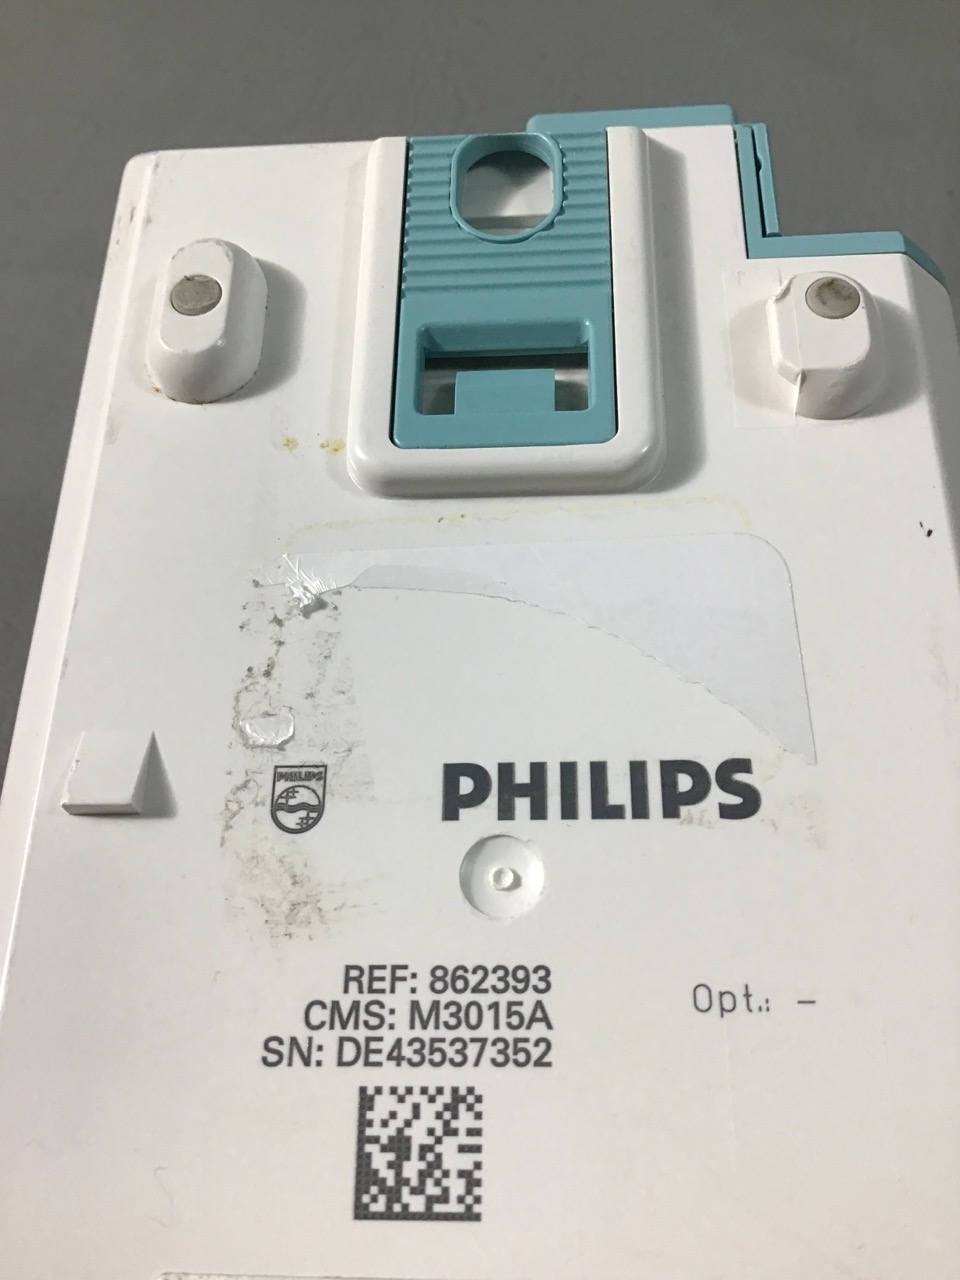 PHILIPS
PHILIPS
REF: 862393
CMS: M3015A
SN: DE43537352
Opt.: –